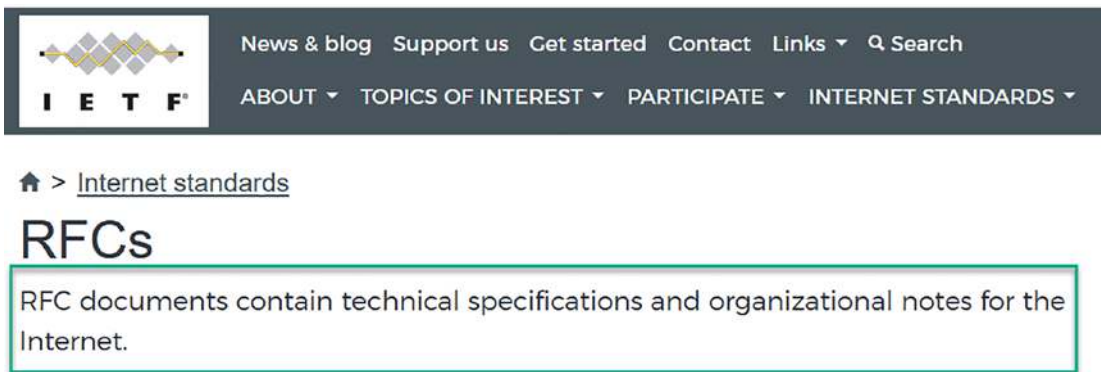 News & blog Support us Get started Contact Links Search
IETF®
ABOUT TOPICS OF INTEREST PARTICIPATE INTERNET STANDARDS
> Internet standards
RFCs
RFC documents contain technical specifications and organizational notes for the
Internet.